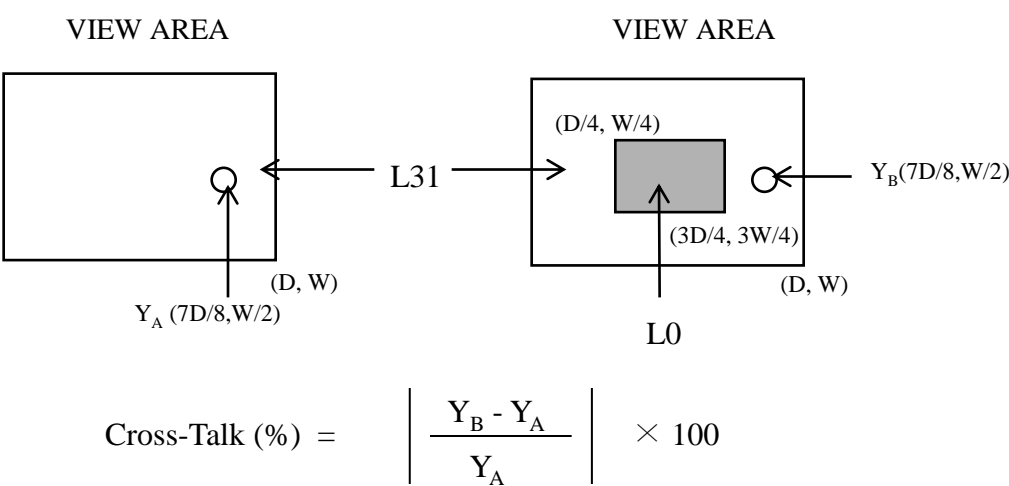 VIEW AREA
VIEW AREA
(D/4, W/4)
L31
Y_B(7D/8,W/2)
(3D/4, 3W/4)
(D, W)
(D, W)
Y_A (7D/8,W/2)
L0
Cross-Talk (%) = | Y_B - Y_A / Y_A | × 100